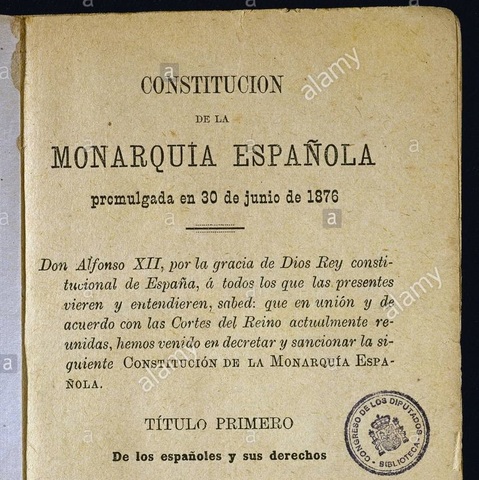 CONSTITUCION
DE LA
MONARQUÍA ESPAÑOLA
promulgada en 30 de junio de 1876
Don Alfonso XII, por la gracia de Dios Rey consti-
tucional de España, á todos los que las presentes
vieren y entendieren, sabed: que en unión y de
acuerdo con las Cortes del Reino actualmente re-
unidas, hemos venido en decretar y sancionar la si-
guiente CONSTITUCIÓN DE LA MONARQUÍA ESPA-
ÑOLA.
TÍTULO PRIMERO
De los españoles y sus derechos
CONGRESO DE LOS DIPUTADOS
BIBLIOTECA
alamy
alamy
alamy
a
a
a
a
a
a
a
a
a
a
a